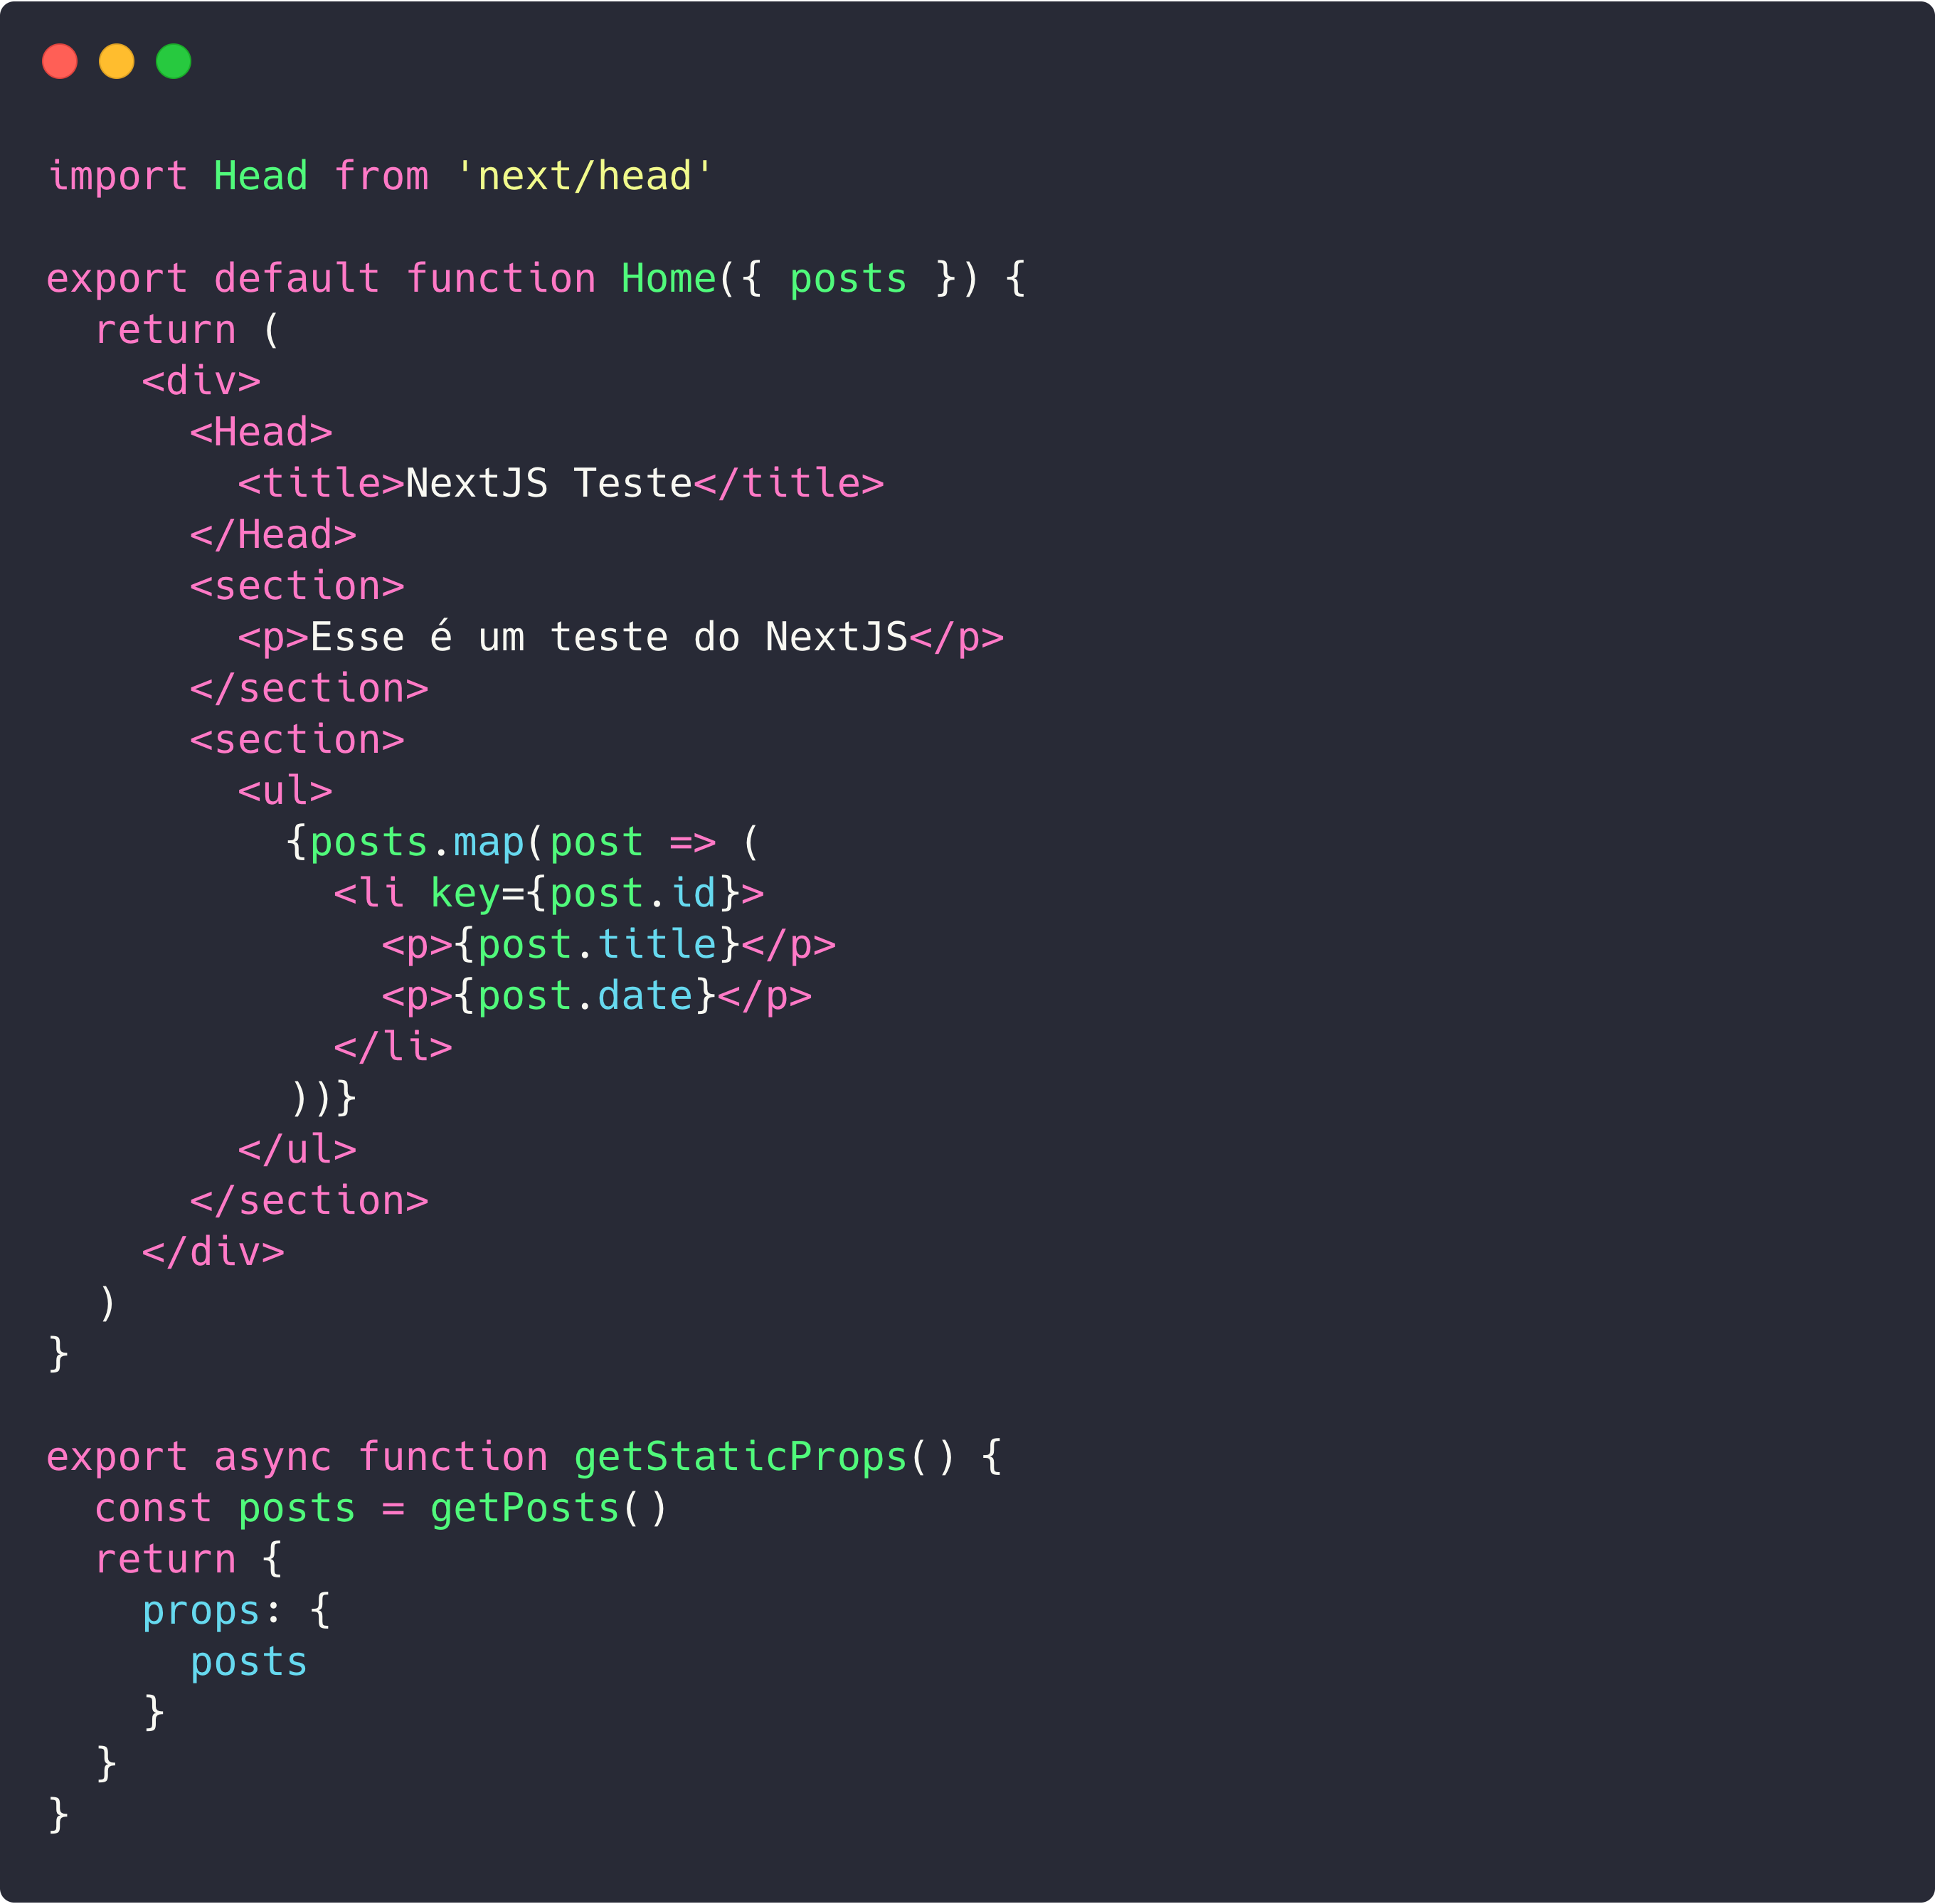 import Head from 'next/head'

export default function Home({ posts }) {
  return (
    <div>
      <Head>
        <title>NextJS Teste</title>
      </Head>
      <section>
        <p>Esse é um teste do NextJS</p>
      </section>
      <section>
        <ul>
          {posts.map(post => (
            <li key={post.id}>
              <p>{post.title}</p>
              <p>{post.date}</p>
            </li>
          ))}
        </ul>
      </section>
    </div>
  )
}

export async function getStaticProps() {
  const posts = getPosts()
  return {
    props: {
      posts
    }
  }
}